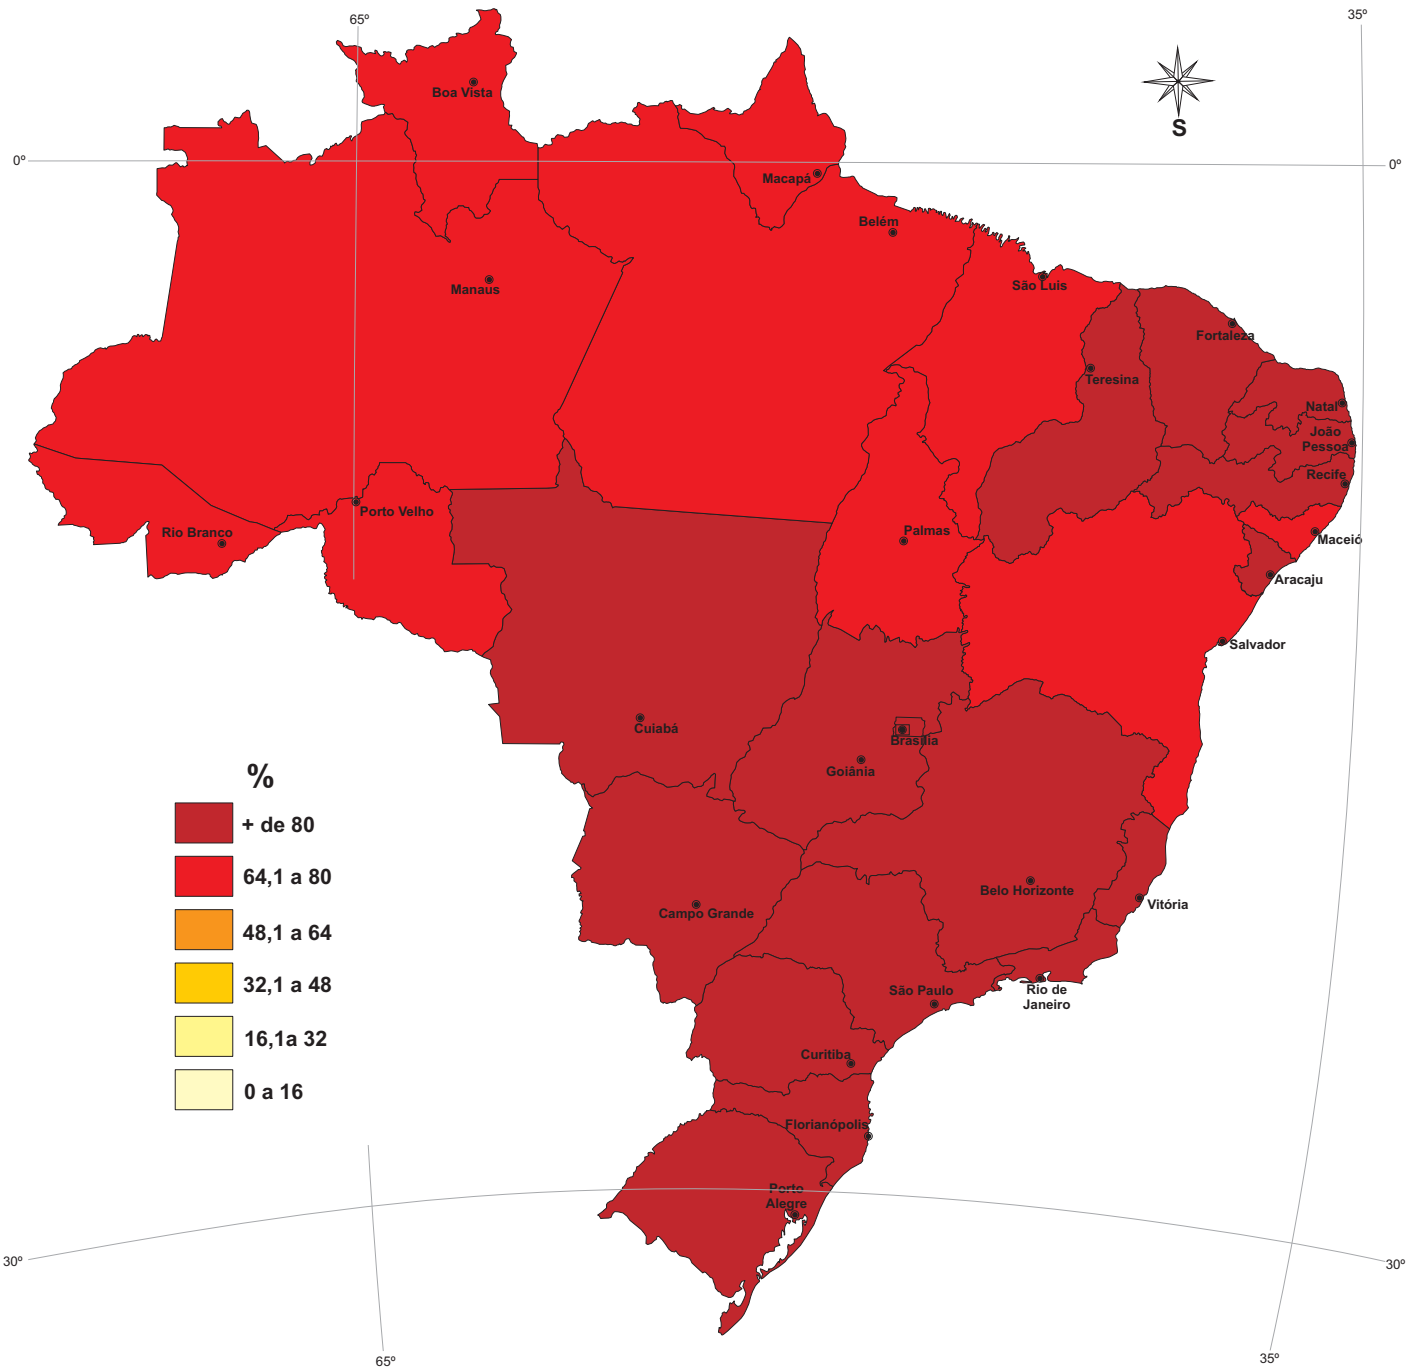 65º
35º
Boa Vista
S
0º
0º
Macapá
Belém
São Luis
Manaus
Fortaleza
Teresina
Natal
João
Pessoa
Recife
Porto Velho
Rio Branco
Palmas
Maceió
Aracaju
Salvador
Cuiabá
Brasília
Goiânia
%
+ de 80
64,1 a 80
48,1 a 64
32,1 a 48
16,1a 32
0 a 16
Belo Horizonte
Vitória
Campo Grande
São Paulo
Rio de
Janeiro
Curitiba
Florianópolis
Porto
Alegre
30º
30º
65º
35º